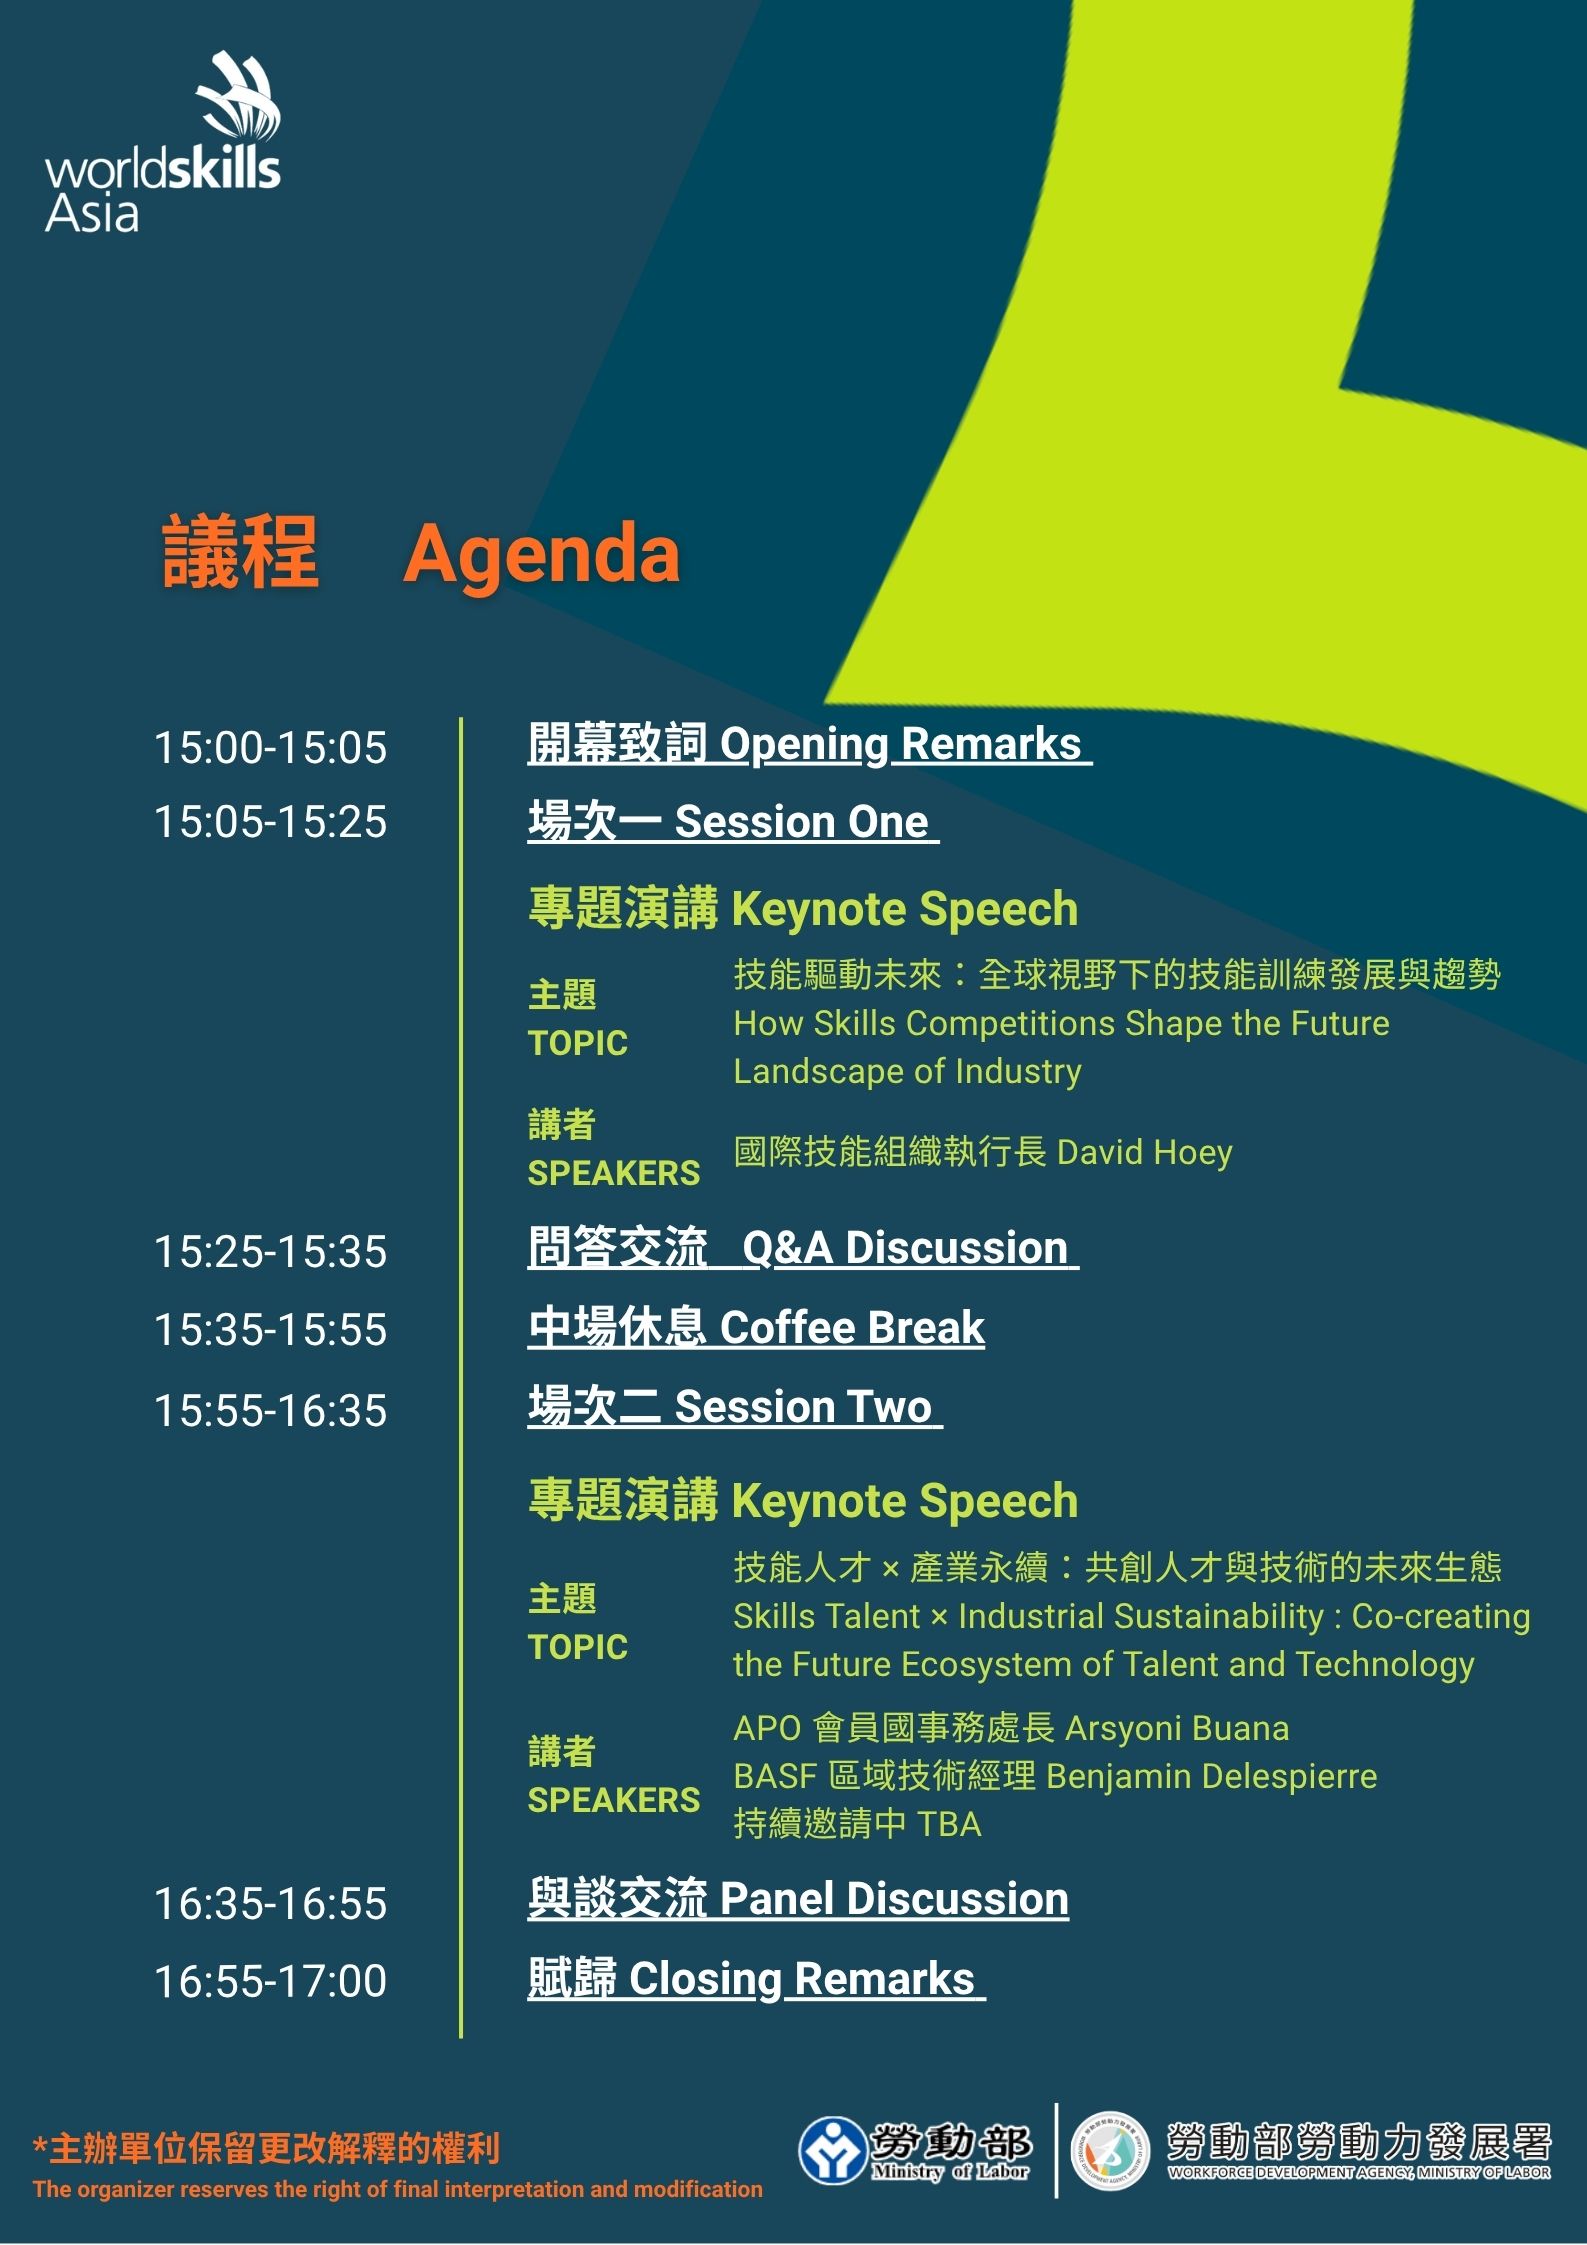 worldskills
Asia
議程 Agenda
15:00-15:05 開幕致詞 Opening Remarks
15:05-15:25 場次一 Session One
專題演講 Keynote Speech
主題
TOPIC
技能驅動未來：全球視野下的技能訓練發展與趨勢
How Skills Competitions Shape the Future
Landscape of Industry
講者
SPEAKERS
國際技能組織執行長 David Hoey
15:25-15:35 問答交流 Q&A Discussion
15:35-15:55 中場休息 Coffee Break
15:55-16:35 場次二 Session Two
專題演講 Keynote Speech
主題
TOPIC
技能人才 × 產業永續：共創人才與技術的未來生態
Skills Talent × Industrial Sustainability : Co-creating
the Future Ecosystem of Talent and Technology
講者
SPEAKERS
APO 會員國事務處長 Arsyoni Buana
BASF 區域技術經理 Benjamin Delespierre
持續邀請中 TBA
16:35-16:55 與談交流 Panel Discussion
16:55-17:00 賦歸 Closing Remarks
*主辦單位保留更改解釋的權利
The organizer reserves the right of final interpretation and modification
勞動部
Ministry of Labor
勞動部勞動力發展署
WORKFORCE DEVELOPMENT AGENCY, MINISTRY OF LABOR